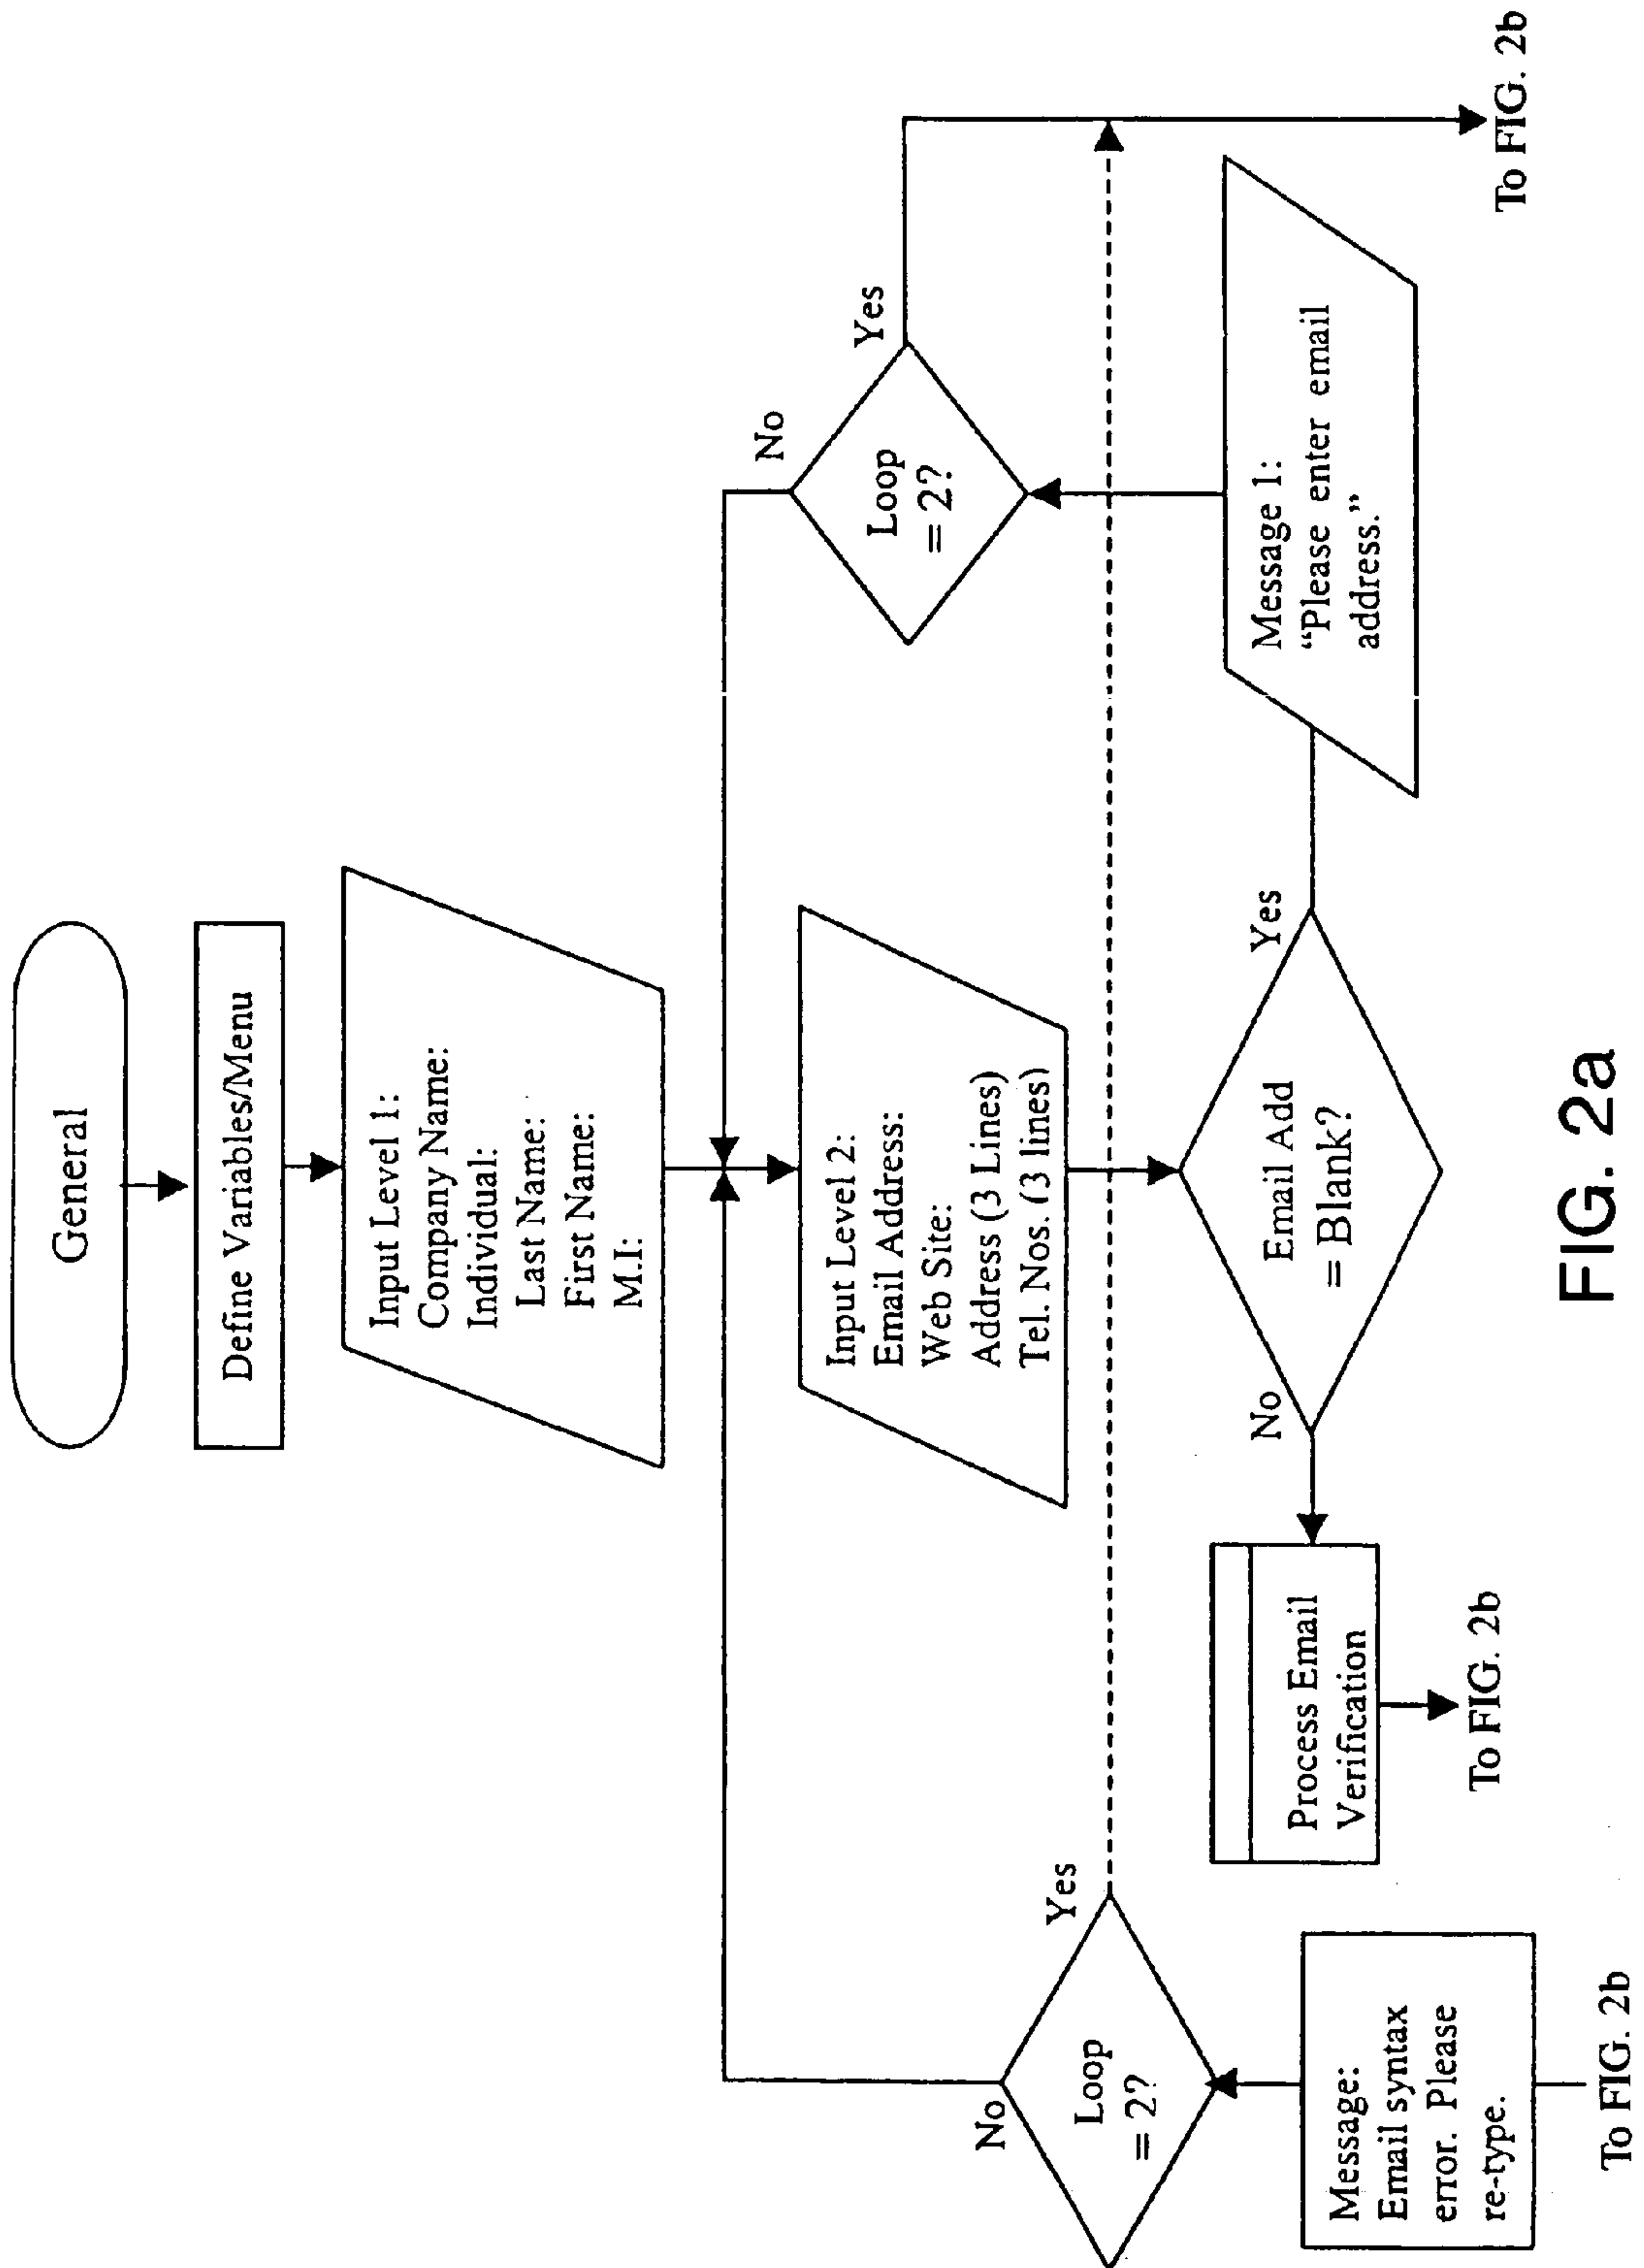 General
Define Variables/Menu
Input Level 1:
Company Name:
Individual:
Last Name:
First Name:
M.I:
No
Yes
Loop
= 2?
Input Level 2:
Email Address:
Web Site:
Address (3 Lines)
Tel. Nos. (3 lines)
No
Yes
Loop
= 2?
No
Yes
Email Add
= Blank?
Message 1:
“Please enter email
address.”
Process Email
Verification
Message:
Email syntax
error. Please
re-type.
To FIG. 2b
To FIG. 2b
To FIG. 2b
FIG. 2a